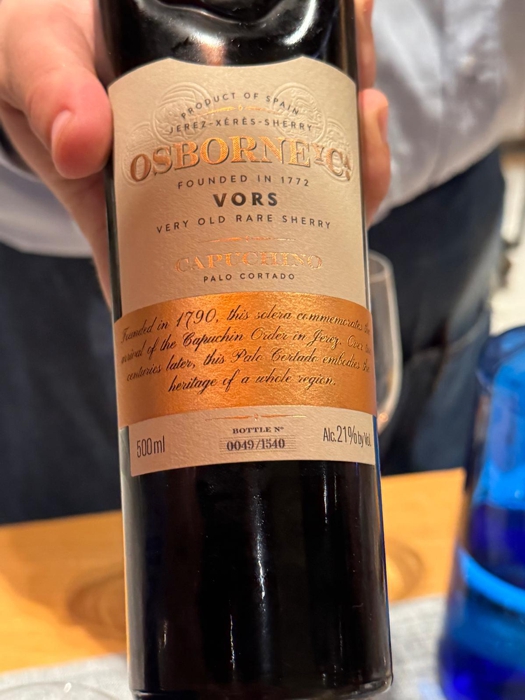 PRODUCT OF SPAIN
JEREZ-XÉRÈS-SHERRY
OSBORNE Y Cª
FOUNDED IN 1772
VORS
VERY OLD RARE SHERRY
CAPUCHINO
PALO CORTADO
Founded in 1790, this solera commemorates
arrival of the Capuchin Order in Jerez. Over
centuries later, this Palo Cortado embodies the
heritage of a whole region.
500ml
BOTTLE Nº
0049/1540
Alc.21% by Vol.